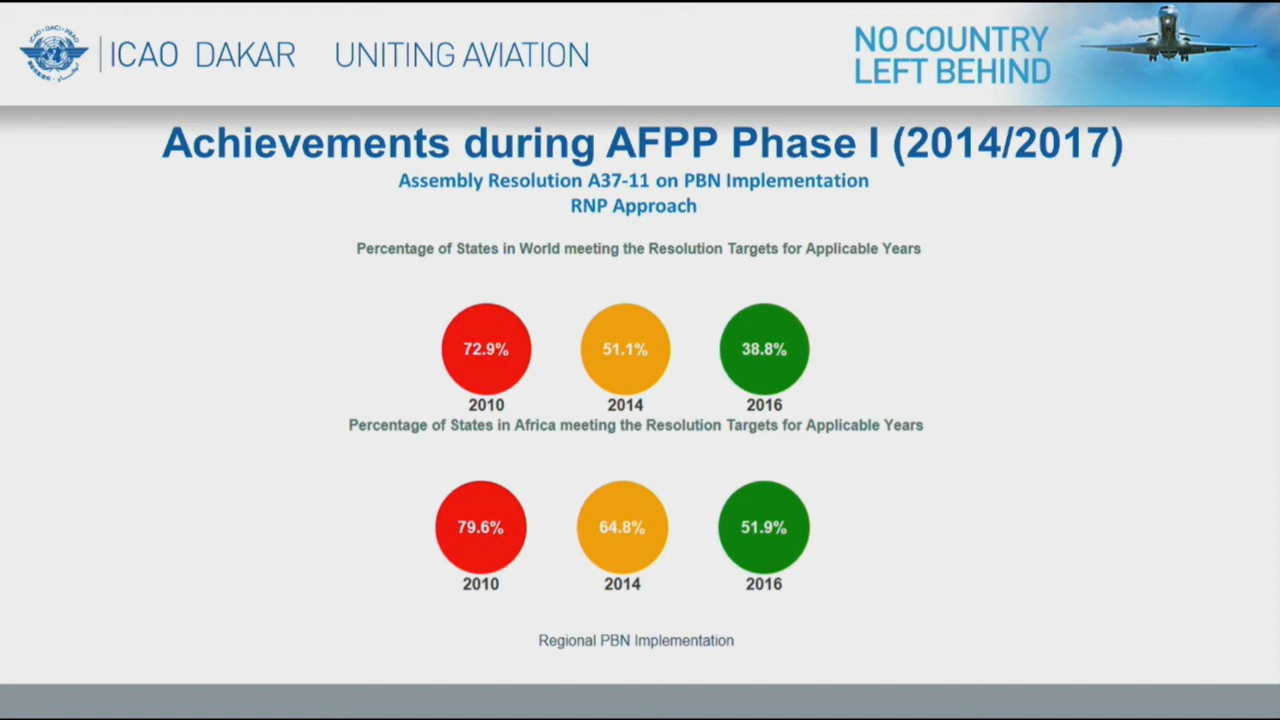 ICAO DAKAR UNITING AVIATION
NO COUNTRY
LEFT BEHIND
Achievements during AFPP Phase I (2014/2017)
Assembly Resolution A37-11 on PBN Implementation
RNP Approach
Percentage of States in World meeting the Resolution Targets for Applicable Years
72.9% 51.1% 38.8%
2010 2014 2016
Percentage of States in Africa meeting the Resolution Targets for Applicable Years
79.6% 64.8% 51.9%
2010 2014 2016
Regional PBN Implementation